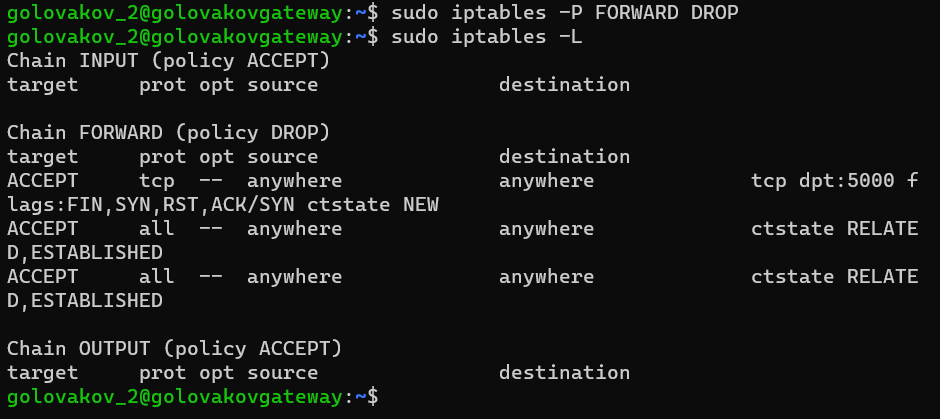 golovakov_2@golovakovgateway:~$ sudo iptables -P FORWARD DROP
golovakov_2@golovakovgateway:~$ sudo iptables -L
Chain INPUT (policy ACCEPT)
target     prot opt source               destination
Chain FORWARD (policy DROP)
target     prot opt source               destination
ACCEPT     tcp  --  anywhere             anywhere             tcp dpt:5000 f
lags:FIN,SYN,RST,ACK/SYN ctstate NEW
ACCEPT     all  --  anywhere             anywhere             ctstate RELATE
D,ESTABLISHED
ACCEPT     all  --  anywhere             anywhere             ctstate RELATE
D,ESTABLISHED
Chain OUTPUT (policy ACCEPT)
target     prot opt source               destination
golovakov_2@golovakovgateway:~$